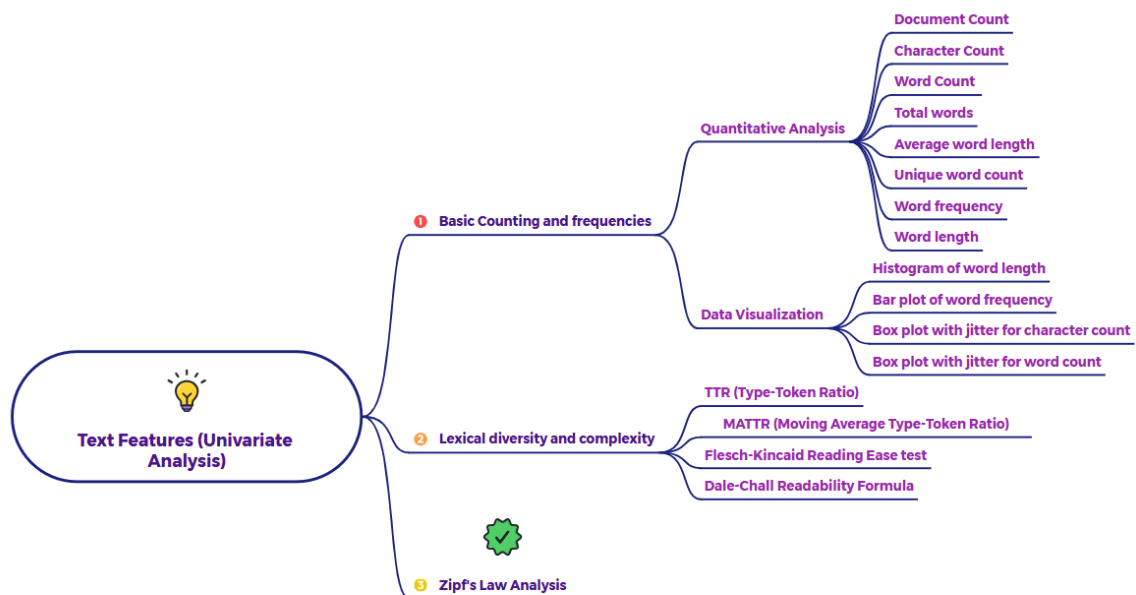 Text Features (Univariate
Analysis)
1 Basic Counting and frequencies
Quantitative Analysis
Document Count
Character Count
Word Count
Total words
Average word length
Unique word count
Word frequency
Word length
Data Visualization
Histogram of word length
Bar plot of word frequency
Box plot with jitter for character count
Box plot with jitter for word count
2 Lexical diversity and complexity
TTR (Type-Token Ratio)
MATTR (Moving Average Type-Token Ratio)
Flesch-Kincaid Reading Ease test
Dale-Chall Readability Formula
3 Zipf's Law Analysis